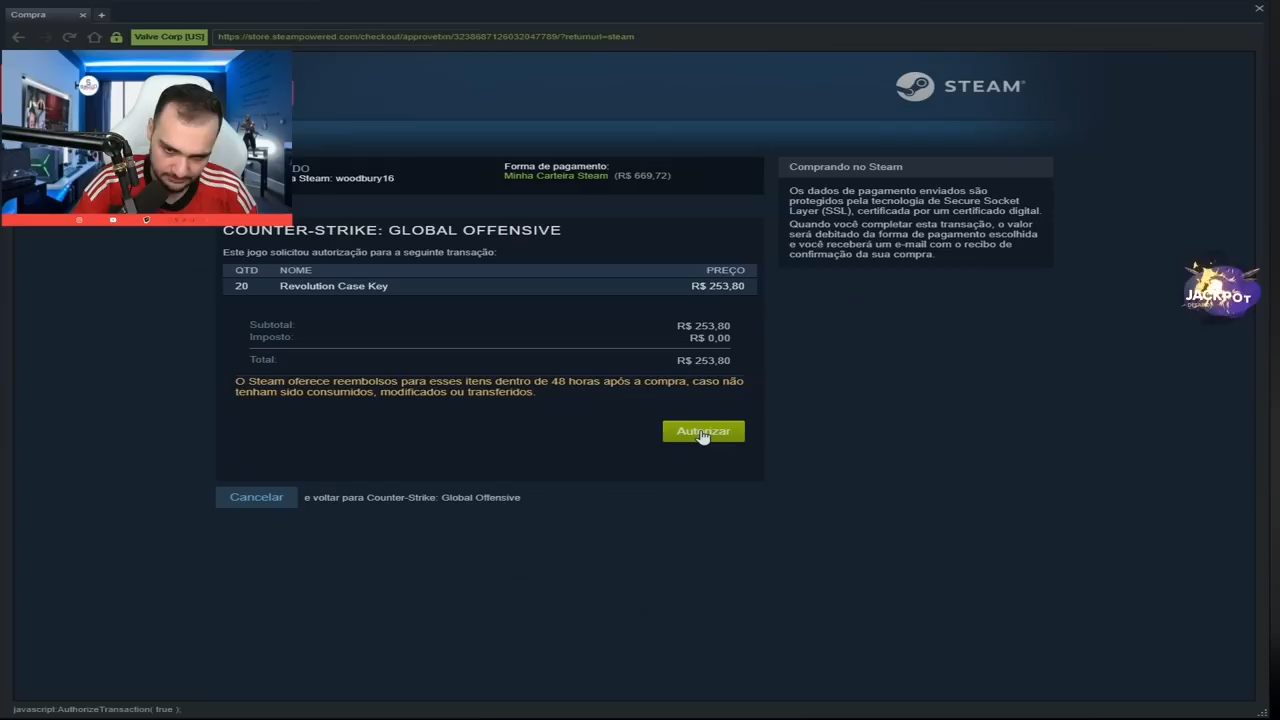 Compra
Valve Corp [US]
https://store.steampowered.com/checkout/approvetxn/3238687126032047789/?returnurl=steam
STEAM®
DO
Steam: woodbury16
Forma de pagamento:
Minha Carteira Steam (R$ 669,72)
Comprando no Steam
Os dados de pagamento enviados são
protegidos pela tecnologia de Secure Socket
Layer (SSL), certificada por um certificado digital.
Quando você completar esta transação, o valor
será debitado da forma de pagamento escolhida
e você receberá um e-mail com o recibo de
confirmação da sua compra.
COUNTER-STRIKE: GLOBAL OFFENSIVE
Este jogo solicitou autorização para a seguinte transação:
QTD NOME PREÇO
20 Revolution Case Key R$ 253,80
JACKPOT
Subtotal: R$ 253,80
Imposto: R$ 0,00
Total: R$ 253,80
O Steam oferece reembolsos para esses itens dentro de 48 horas após a compra, caso não
tenham sido consumidos, modificados ou transferidos.
Autorizar
Cancelar e voltar para Counter-Strike: Global Offensive
javascript:AuthorizeTransaction( true );